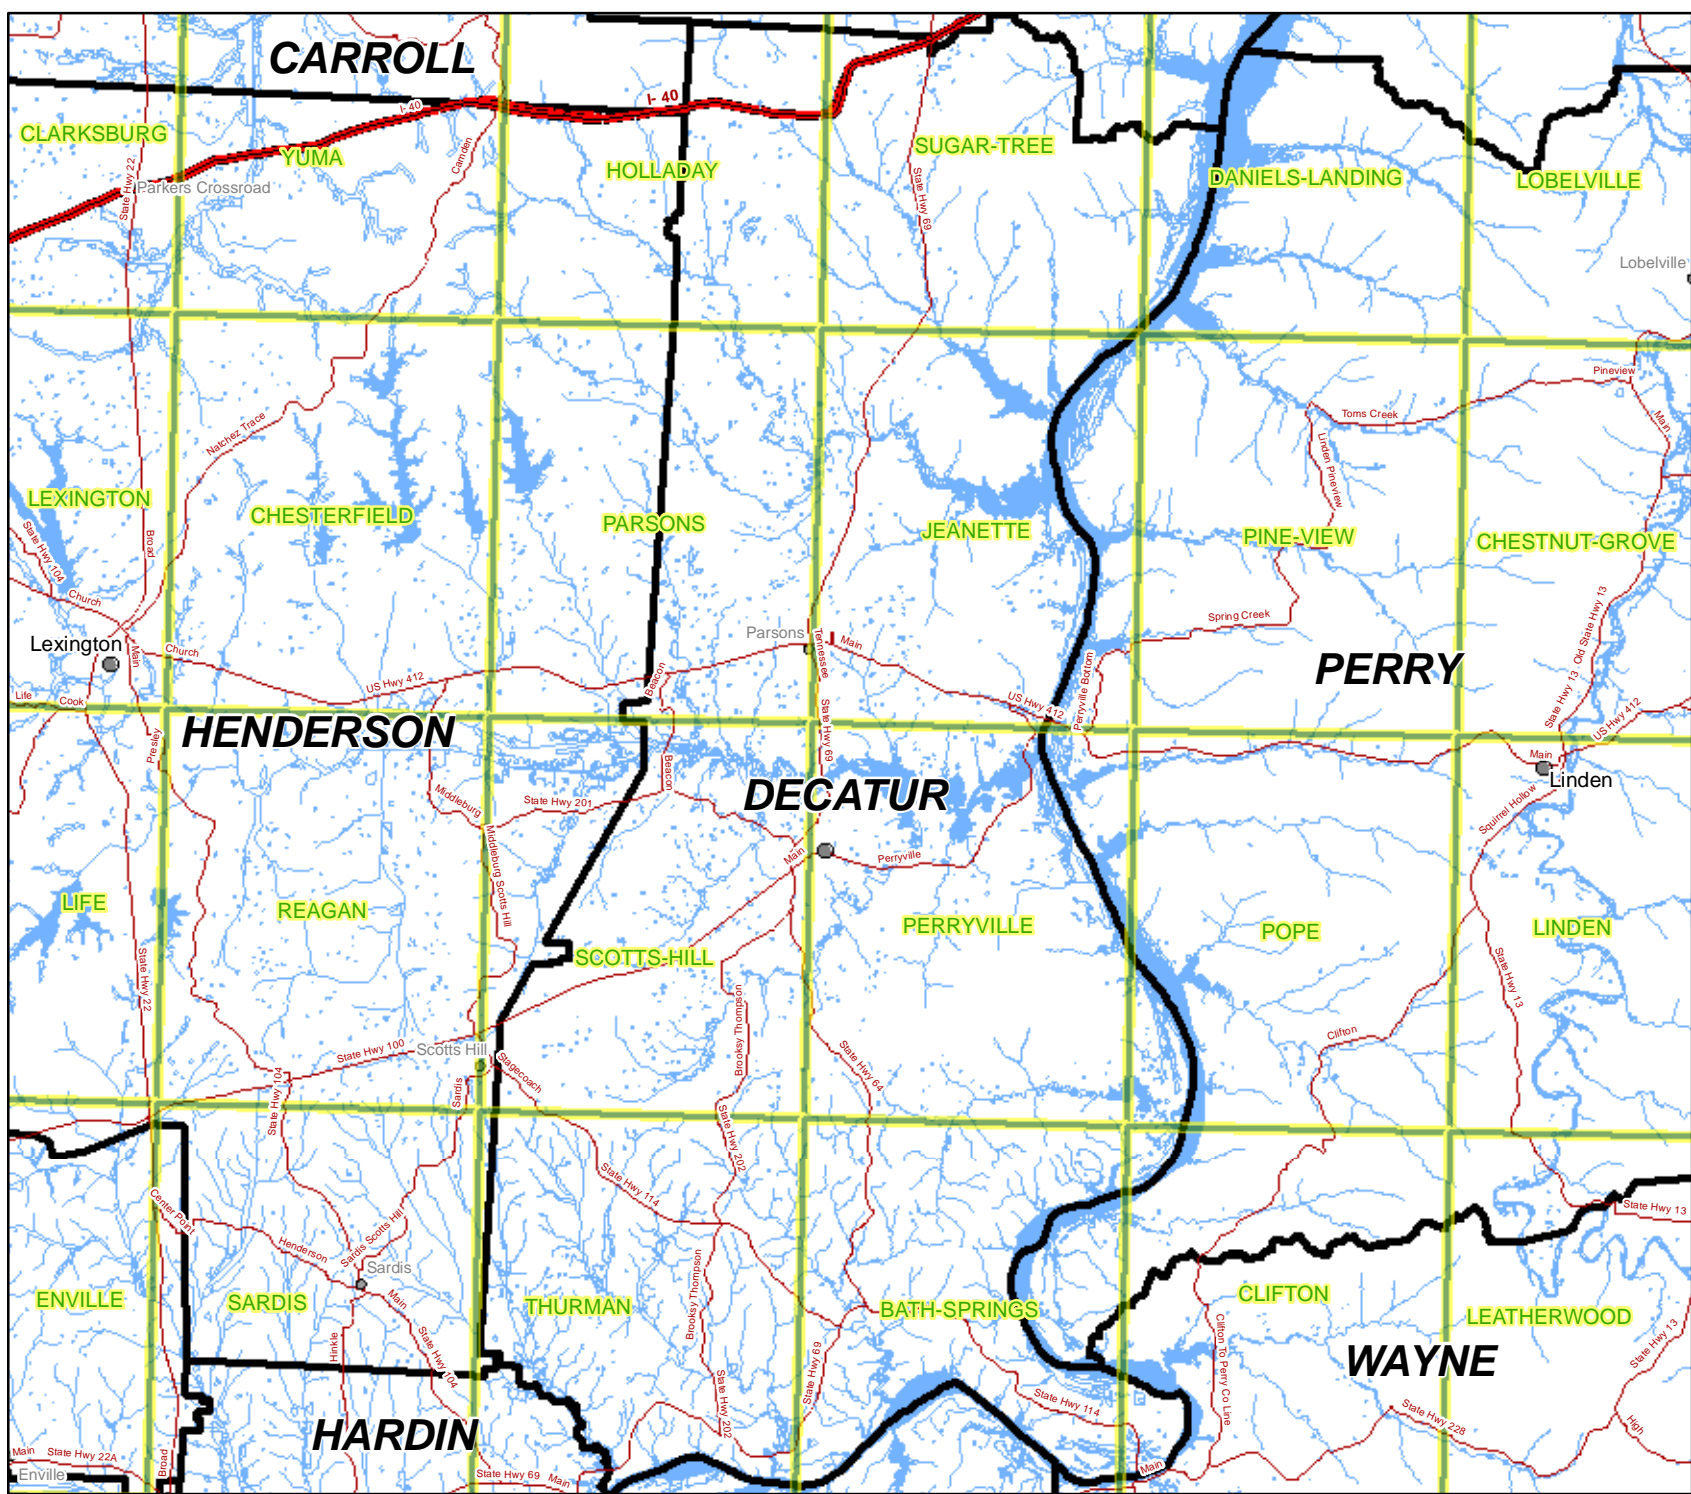 CARROLL
I- 40
I- 40
CLARKSBURG
YUMA
Camden
HOLLADAY
SUGAR-TREE
DANIELS-LANDING
LOBELVILLE
State Hwy 22
Parkers Crossroad
State Hwy 69
Lobelville
Natchez Trace
Pineview
Toms Creek
Main
Linden Pineview
LEXINGTON
CHESTERFIELD
PARSONS
JEANETTE
PINE-VIEW
CHESTNUT-GROVE
State Hwy 104
Broad
Church
Spring Creek
Old State Hwy 13
Lexington
Main
Church
Parsons
Tennessee
Main
Perryville Bottom
PERRY
Life
Cook
US Hwy 412
Beacon
US Hwy 412
State Hwy 13
US Hwy 412
HENDERSON
Presley
State Hwy 69
Main
Linden
Beacon
DECATUR
Middleburg
State Hwy 201
Squirrel Hollow
Middleburg Scotts Hill
Main
Perryville
LIFE
REAGAN
PERRYVILLE
POPE
LINDEN
State Hwy 22
SCOTTS-HILL
State Hwy 13
Brooksy Thompson
Clifton
State Hwy 100
Scotts Hill
Stagecoach
State Hwy 64
State Hwy 104
Sardis
State Hwy 202
State Hwy 114
Center Point
Sardis Scotts Hill
State Hwy 13
Henderson
Sardis
Brooksy Thompson
ENVILLE
SARDIS
Main
THURMAN
BATH-SPRINGS
CLIFTON
LEATHERWOOD
Hinkle
State Hwy 104
State Hwy 69
Clifton To Perry Co Line
State Hwy 13
WAYNE
State Hwy 202
State Hwy 114
State Hwy 228
High
HARDIN
Main
State Hwy 22A
Broad
Enville
State Hwy 69
Main
Main